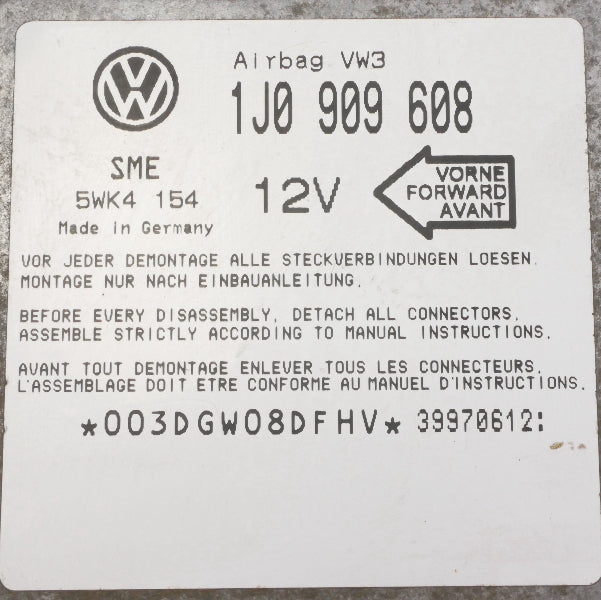 Airbag VW3
1J0 909 608
SME
5WK4 154
Made in Germany
12V
VORNE
FORWARD
AVANT
VOR JEDER DEMONTAGE ALLE STECKVERBINDUNGEN LOESEN.
MONTAGE NUR NACH EINBAUANLEITUNG.
BEFORE EVERY DISASSEMBLY, DETACH ALL CONNECTORS.
ASSEMBLE STRICTLY ACCORDING TO MANUAL INSTRUCTIONS.
AVANT TOUT DEMONTAGE ENLEVER TOUS LES CONNECTEURS.
L'ASSEMBLAGE DOIT ETRE CONFORME AU MANUEL D'INSTRUCTIONS.
*003DGW08DFHV* 39970612: